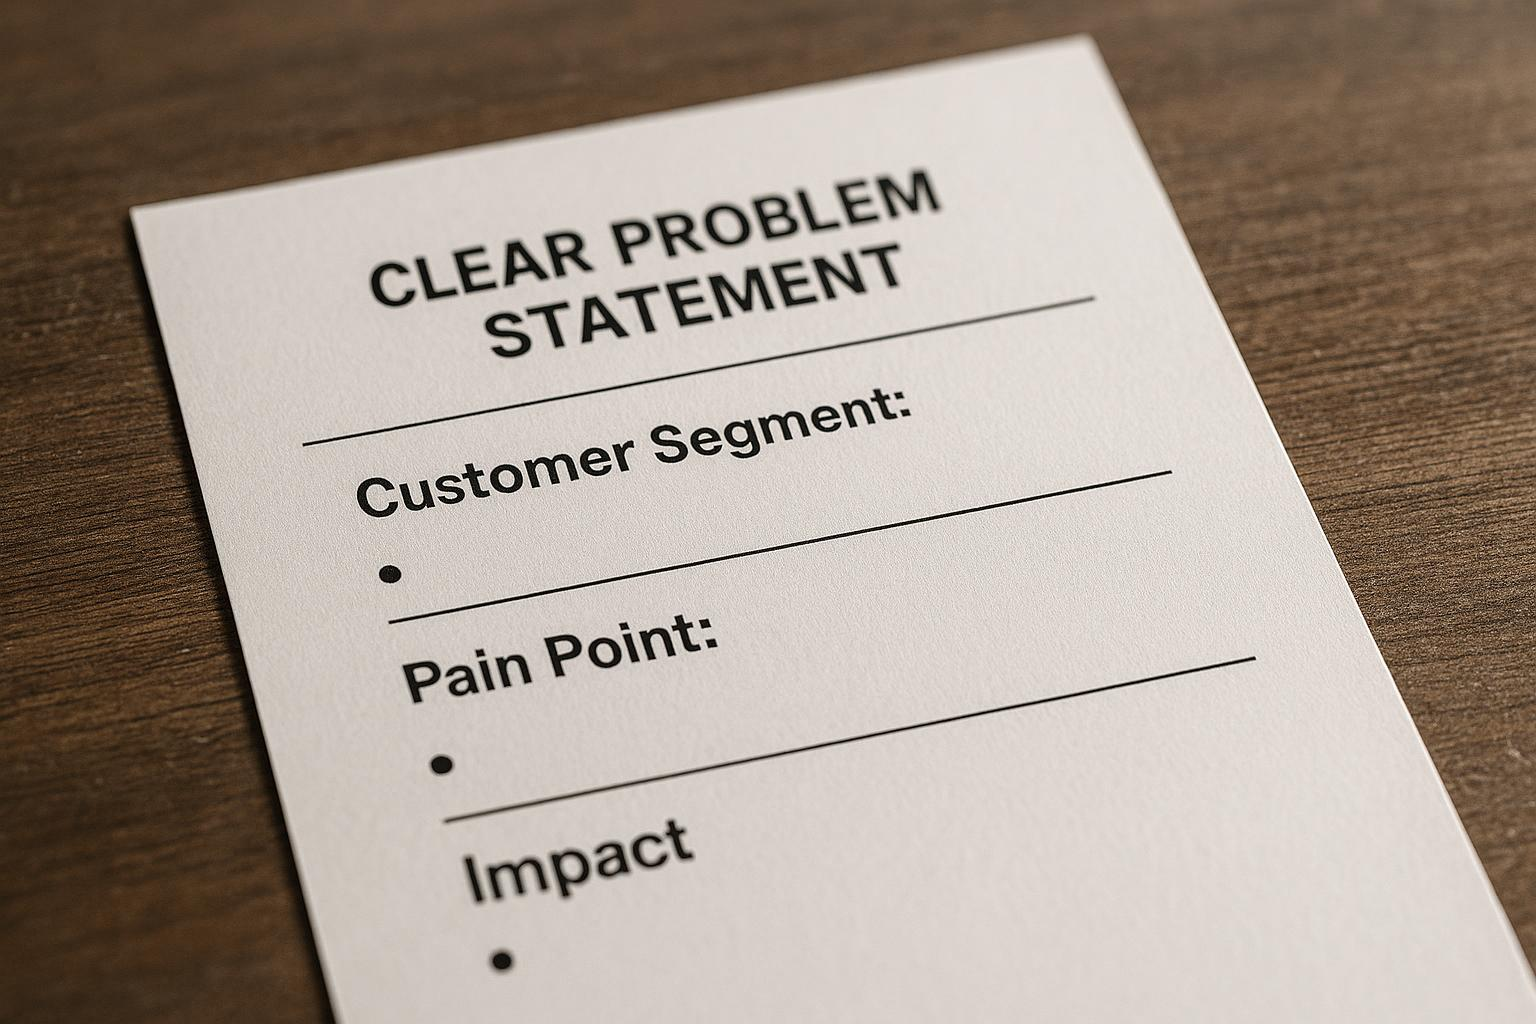 CLEAR PROBLEM
STATEMENT
Customer Segment:
•
Pain Point:
•
Impact
•